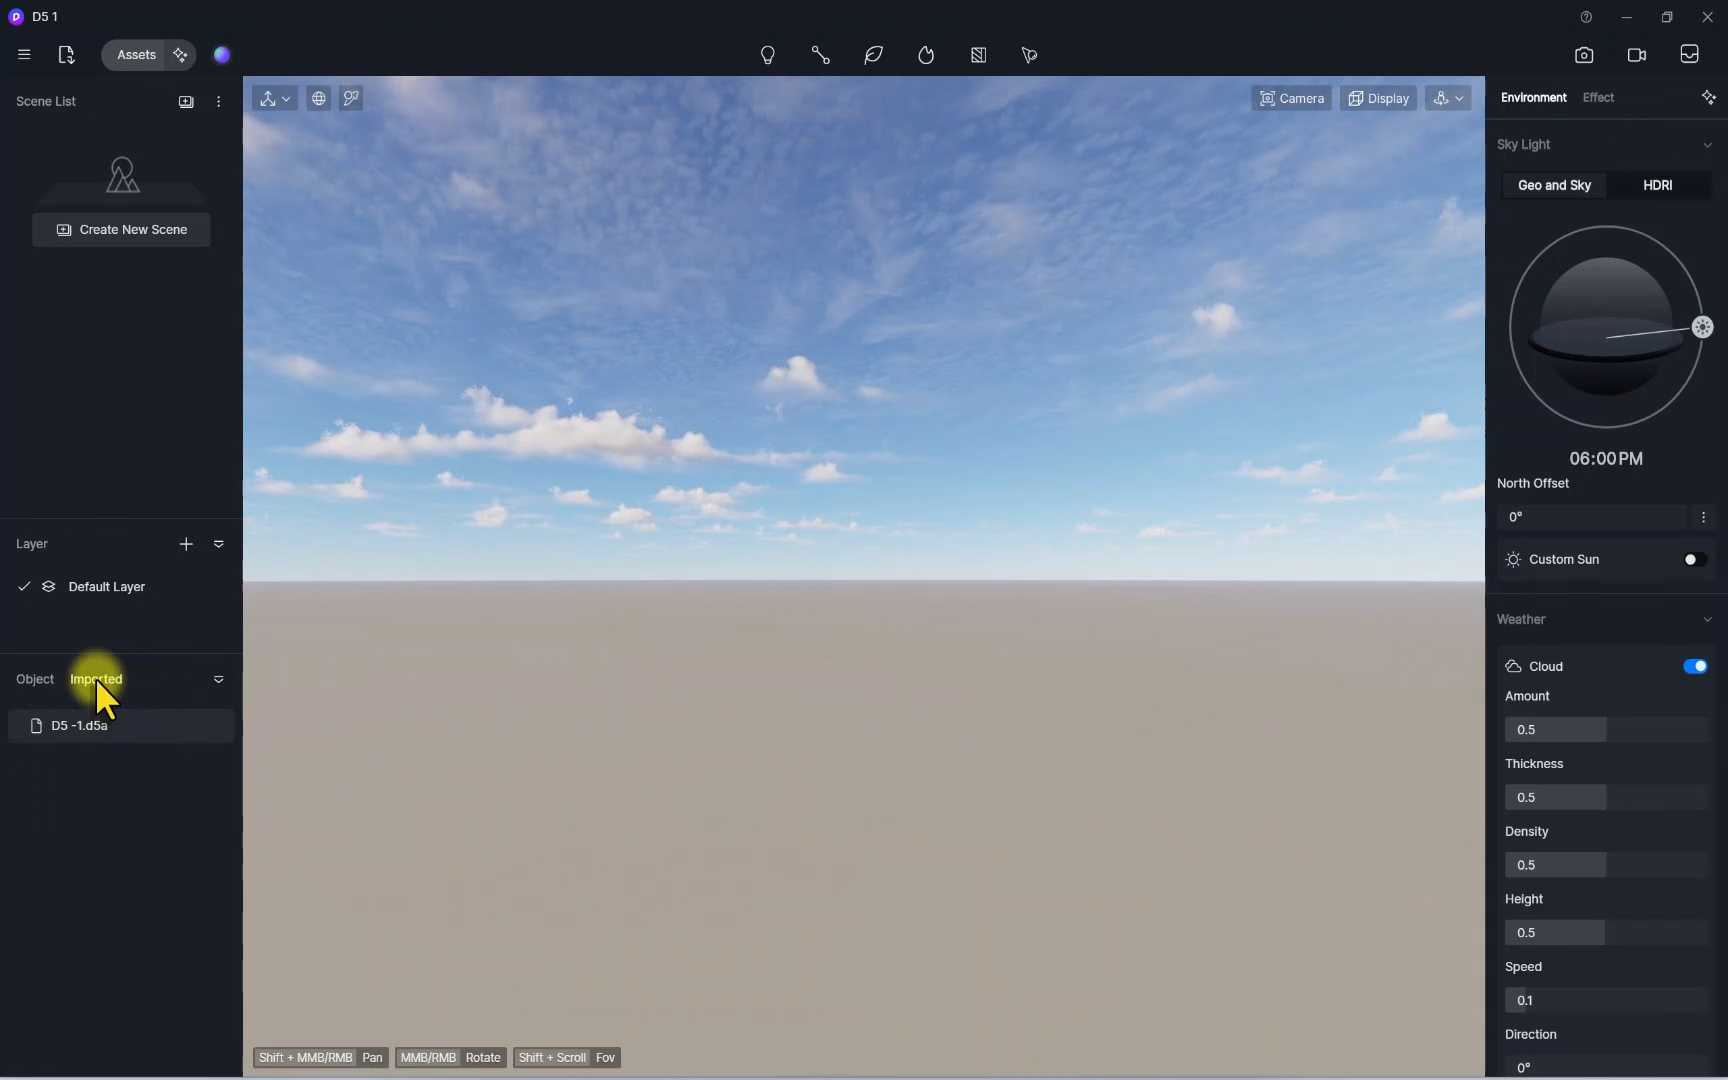 D5 1
Assets
Scene List
Create New Scene
Layer
Default Layer
Object Imported
D5 -1.d5a
Camera
Display
Shift + MMB/RMB Pan
MMB/RMB Rotate
Shift + Scroll Fov
Environment Effect
Sky Light
Geo and Sky HDRI
06:00 PM
North Offset
0°
Custom Sun
Weather
Cloud
Amount
0.5
Thickness
0.5
Density
0.5
Height
0.5
Speed
0.1
Direction
0°